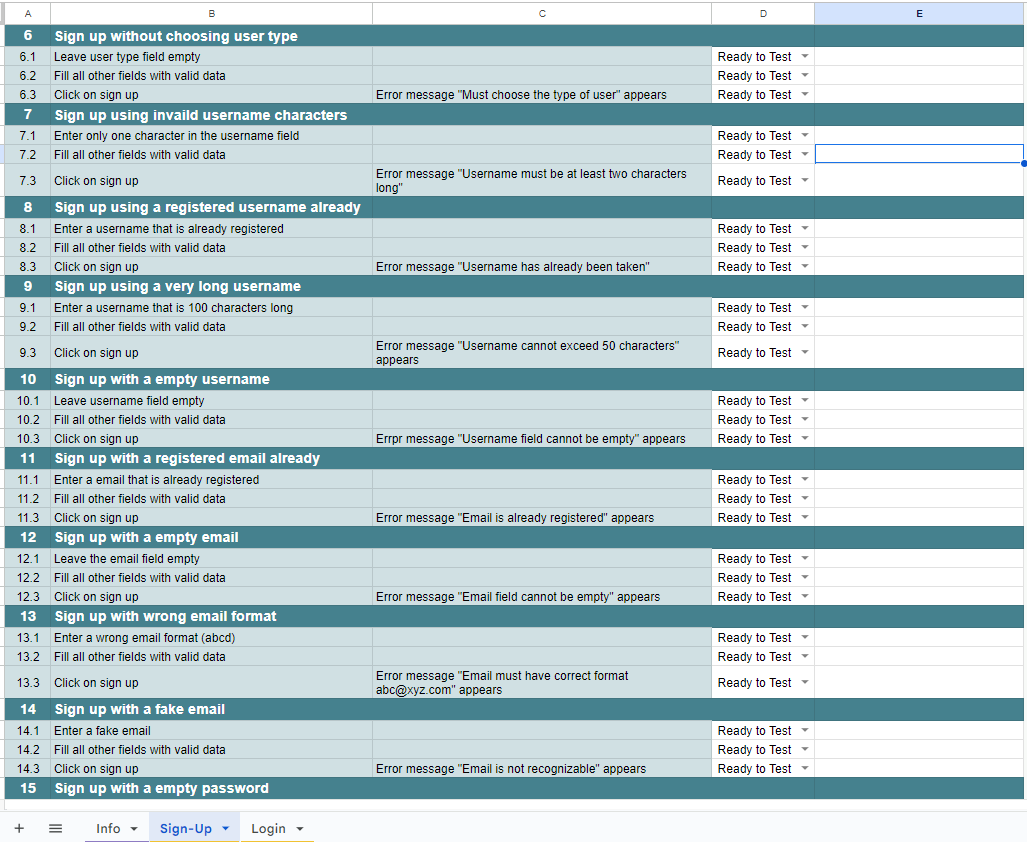 A B C D E
6 Sign up without choosing user type
6.1 Leave user type field empty Ready to Test
6.2 Fill all other fields with valid data Ready to Test
6.3 Click on sign up Error message "Must choose the type of user" appears Ready to Test
7 Sign up using invaild username characters
7.1 Enter only one character in the username field Ready to Test
7.2 Fill all other fields with valid data Ready to Test
7.3 Click on sign up Error message "Username must be at least two characters Ready to Test
long"
8 Sign up using a registered username already
8.1 Enter a username that is already registered Ready to Test
8.2 Fill all other fields with valid data Ready to Test
8.3 Click on sign up Error message "Username has already been taken" Ready to Test
9 Sign up using a very long username
9.1 Enter a username that is 100 characters long Ready to Test
9.2 Fill all other fields with valid data Ready to Test
9.3 Click on sign up Error message "Username cannot exceed 50 characters" Ready to Test
appears
10 Sign up with a empty username
10.1 Leave username field empty Ready to Test
10.2 Fill all other fields with valid data Ready to Test
10.3 Click on sign up Errpr message "Username field cannot be empty" appears Ready to Test
11 Sign up with a registered email already
11.1 Enter a email that is already registered Ready to Test
11.2 Fill all other fields with valid data Ready to Test
11.3 Click on sign up Error message "Email is already registered" appears Ready to Test
12 Sign up with a empty email
12.1 Leave the email field empty Ready to Test
12.2 Fill all other fields with valid data Ready to Test
12.3 Click on sign up Error message "Email field cannot be empty" appears Ready to Test
13 Sign up with wrong email format
13.1 Enter a wrong email format (abcd) Ready to Test
13.2 Fill all other fields with valid data Ready to Test
13.3 Click on sign up Error message "Email must have correct format Ready to Test
abc@xyz.com" appears
14 Sign up with a fake email
14.1 Enter a fake email Ready to Test
14.2 Fill all other fields with valid data Ready to Test
14.3 Click on sign up Error message "Email is not recognizable" appears Ready to Test
15 Sign up with a empty password
Info Sign-Up Login